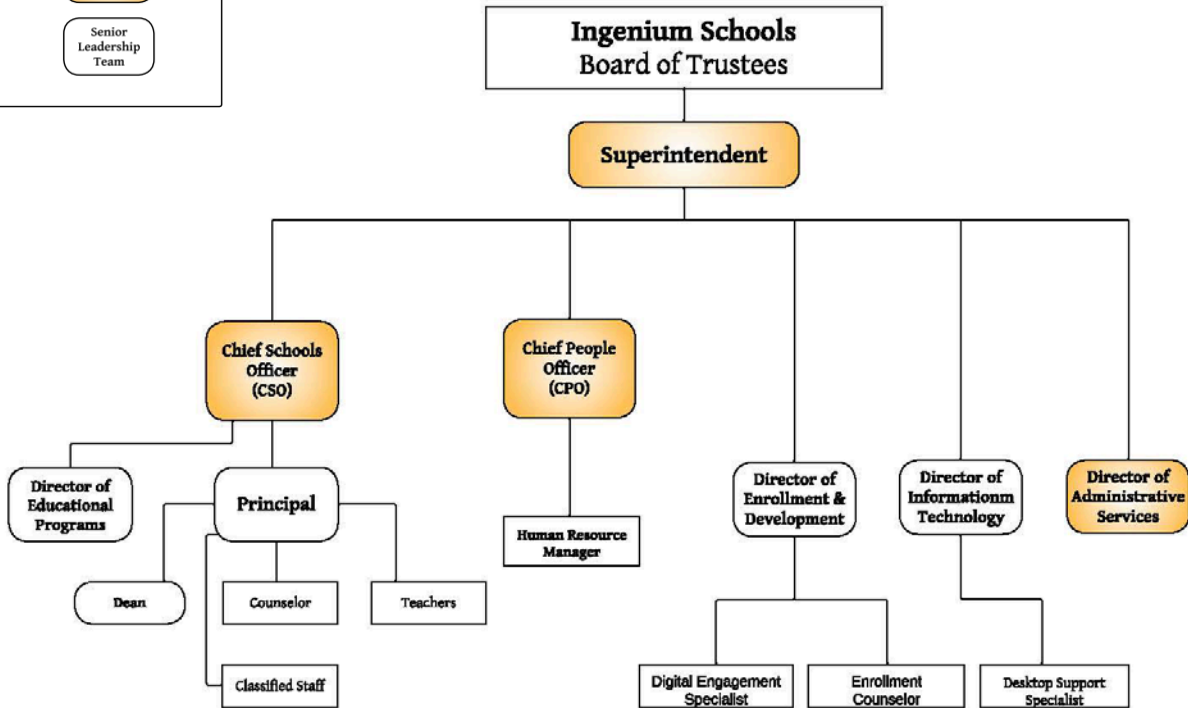 Senior
Leadership
Team
Ingenium Schools
Board of Trustees
Superintendent
Chief Schools
Officer
(CSO)
Chief People
Officer
(CPO)
Director of
Educational
Programs
Principal
Human Resource
Manager
Director of
Enrollment &
Development
Director of
Informationm
Technology
Director of
Administrative
Services
Dean
Counselor
Teachers
Classified Staff
Digital Engagement
Specialist
Enrollment
Counselor
Desktop Support
Specialist